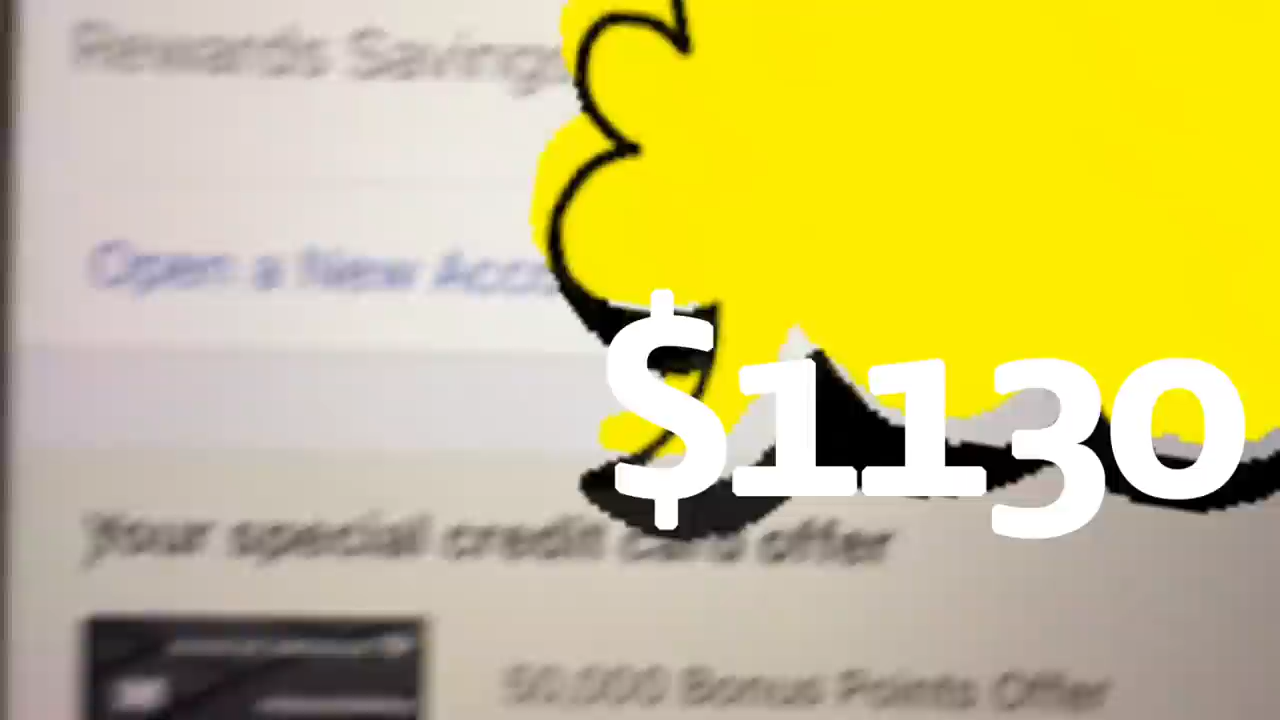 Rewards Savings
Open a New Acco
$1130
Your special credit card offer
50,000 Bonus Points Offer